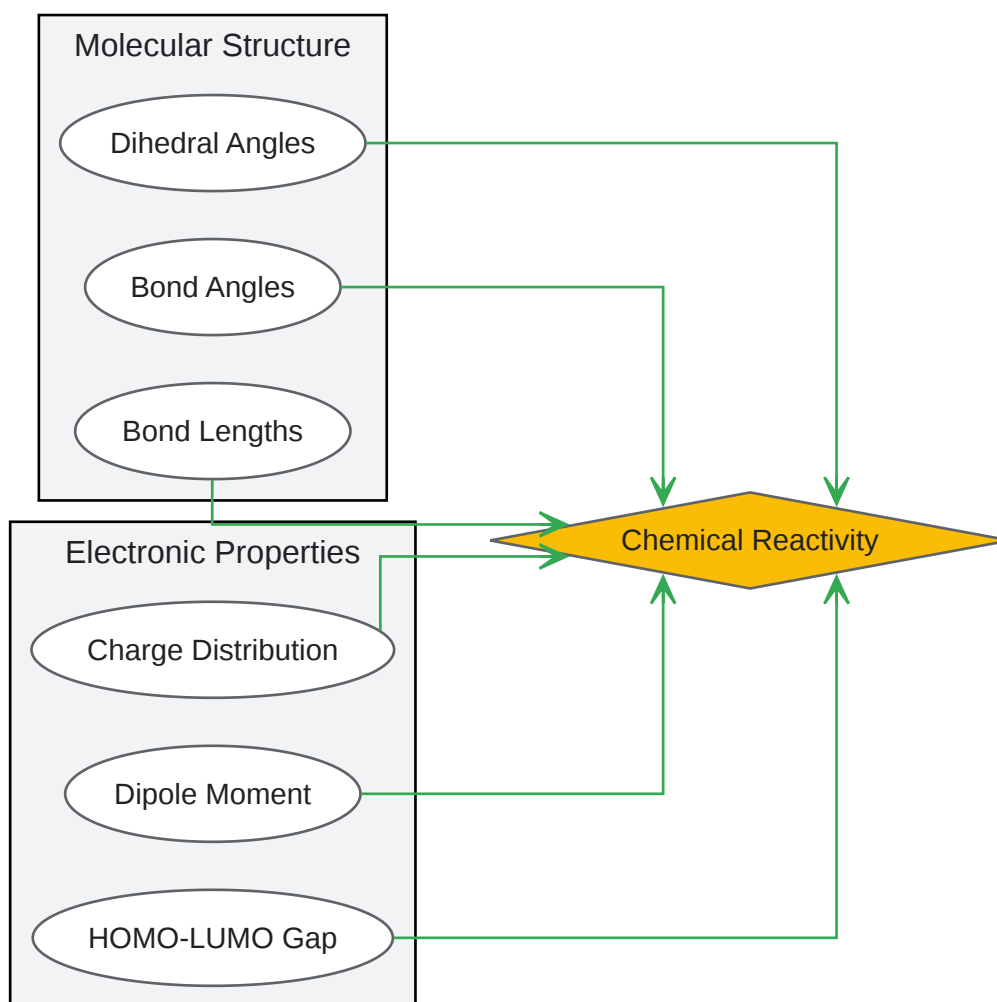 Molecular Structure
Dihedral Angles
Bond Angles
Bond Lengths
Electronic Properties
Chemical Reactivity
Charge Distribution
Dipole Moment
HOMO-LUMO Gap